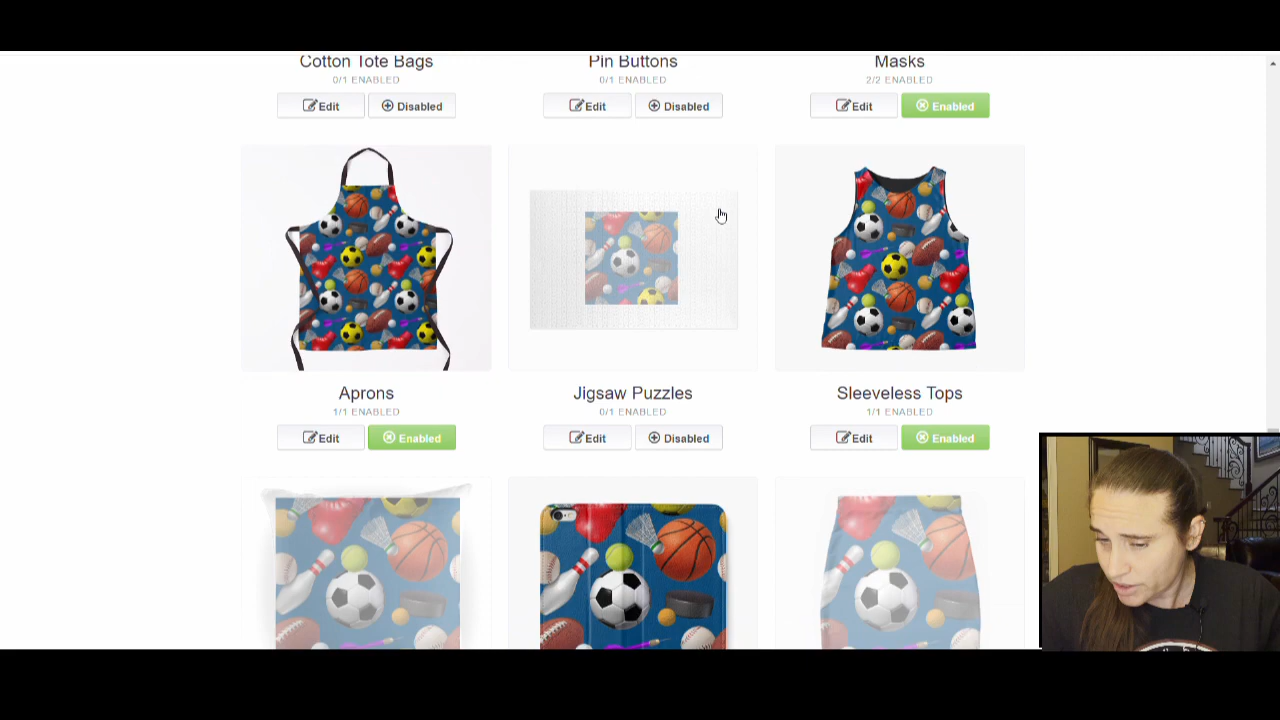 Cotton Tote Bags
0/1 ENABLED
Edit
Disabled
Pin Buttons
0/1 ENABLED
Edit
Disabled
Masks
2/2 ENABLED
Edit
Enabled
Aprons
1/1 ENABLED
Edit
Enabled
Jigsaw Puzzles
0/1 ENABLED
Edit
Disabled
Sleeveless Tops
1/1 ENABLED
Edit
Enabled